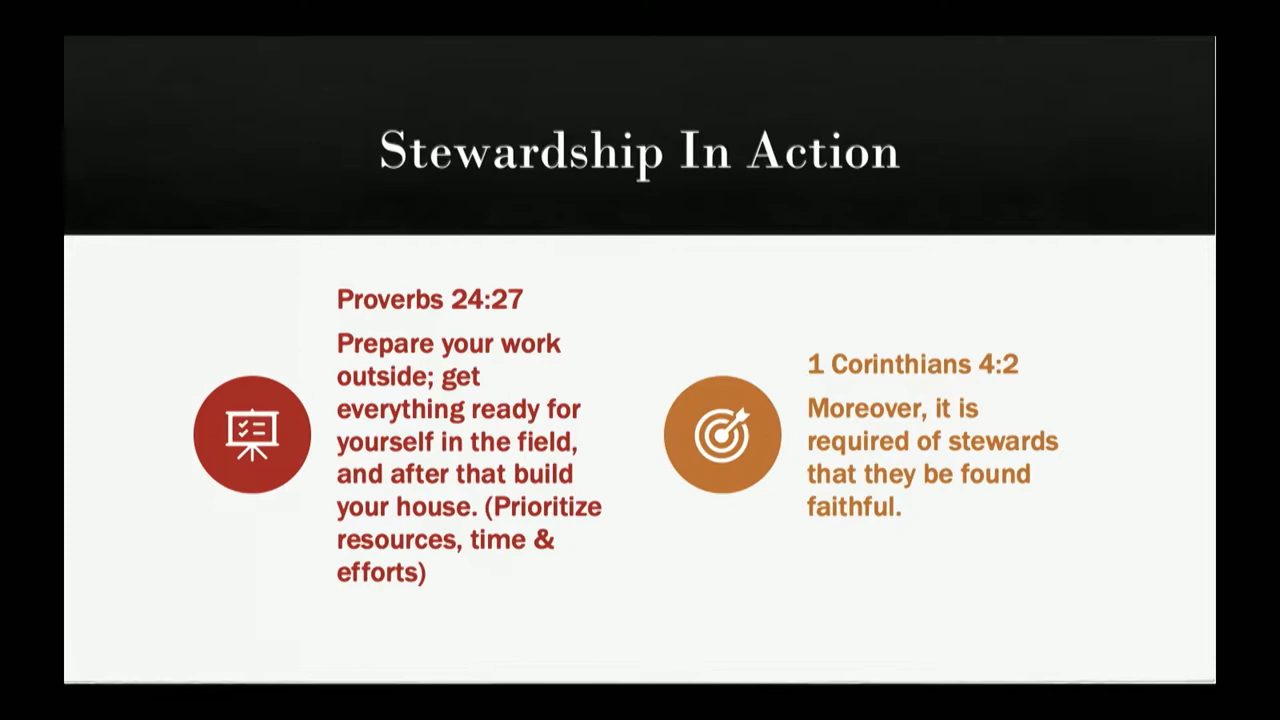 Stewardship In Action
Proverbs 24:27
Prepare your work
outside; get
everything ready for
yourself in the field,
and after that build
your house. (Prioritize
resources, time &
efforts)
1 Corinthians 4:2
Moreover, it is
required of stewards
that they be found
faithful.